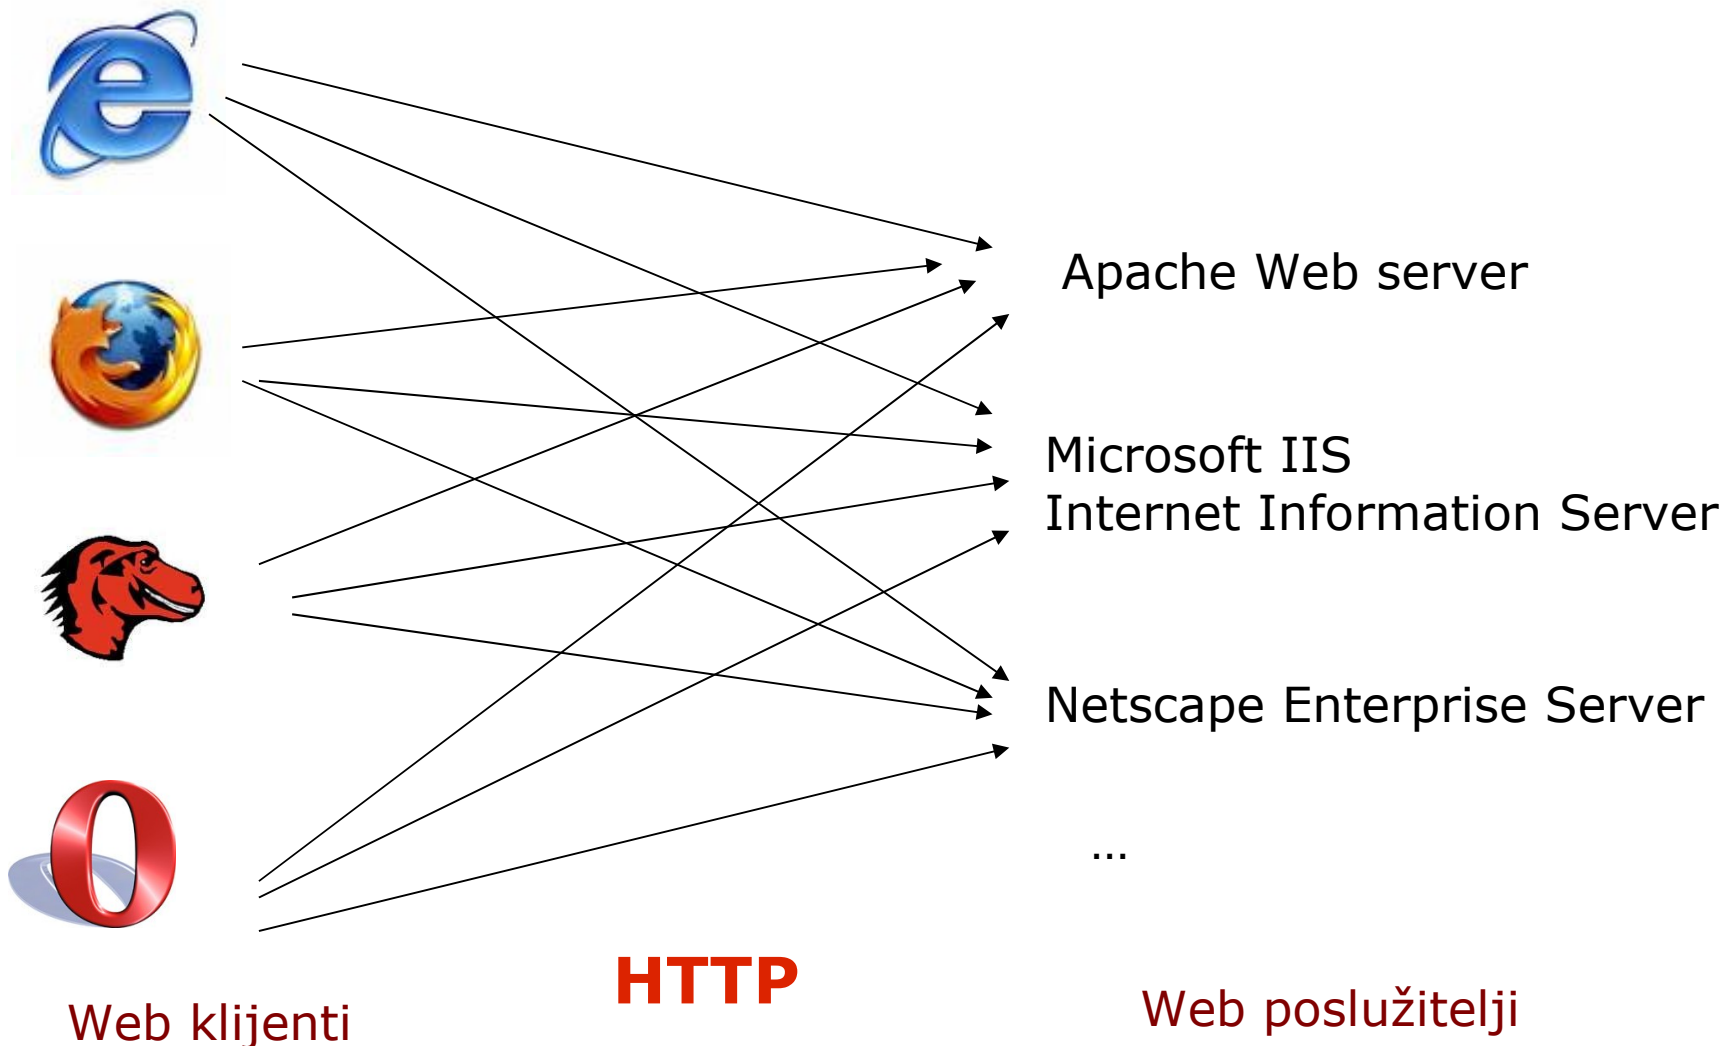 Apache Web server
Microsoft IIS
Internet Information Server
Netscape Enterprise Server
...
HTTP
Web klijenti
Web poslužitelji